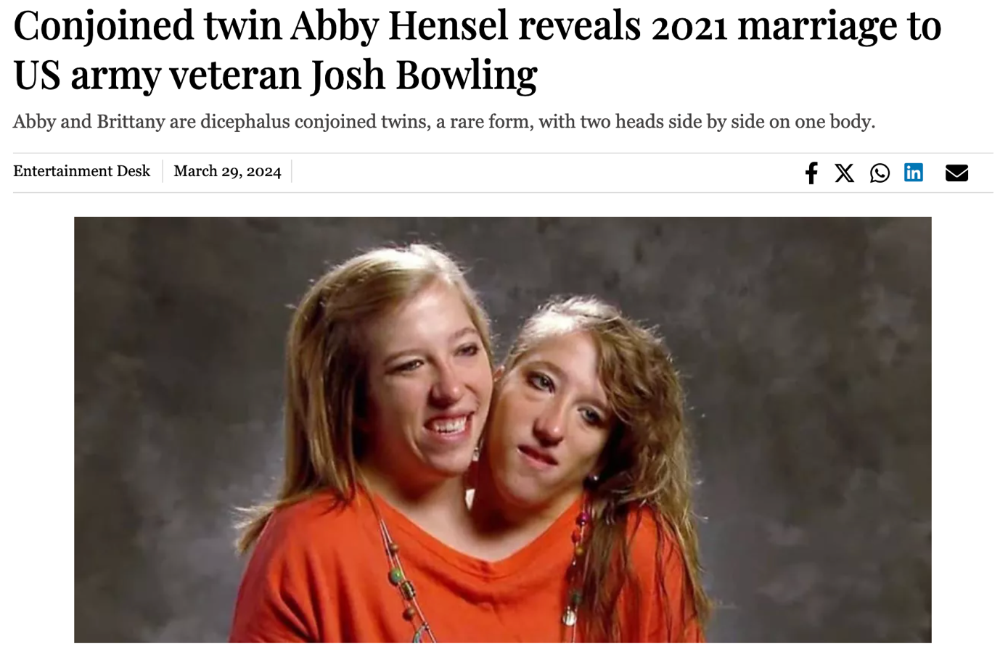 Conjoined twin Abby Hensel reveals 2021 marriage to
US army veteran Josh Bowling
Abby and Brittany are dicephalus conjoined twins, a rare form, with two heads side by side on one body.
Entertainment Desk
March 29, 2024
f
X
in